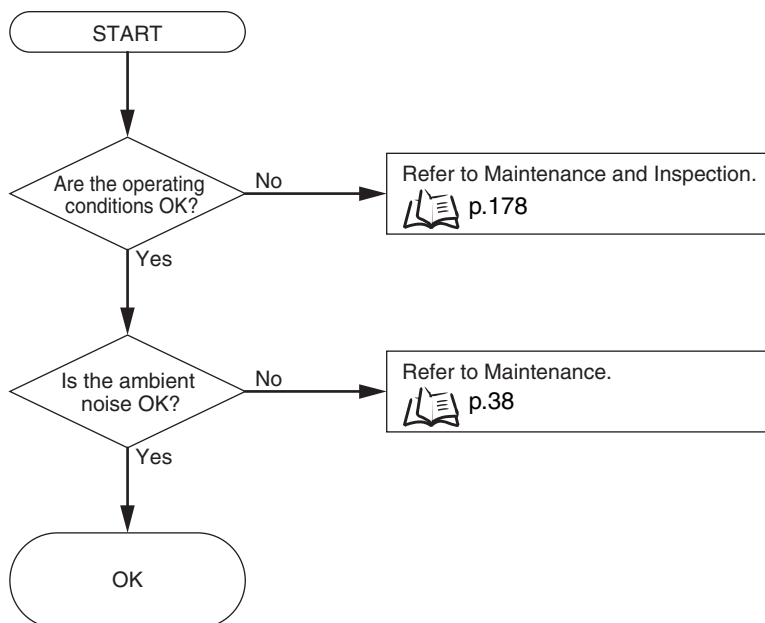 START
Are the operating
conditions OK?
No
Refer to Maintenance and Inspection.
p.178
Yes
Is the ambient
noise OK?
No
Refer to Maintenance.
p.38
Yes
OK